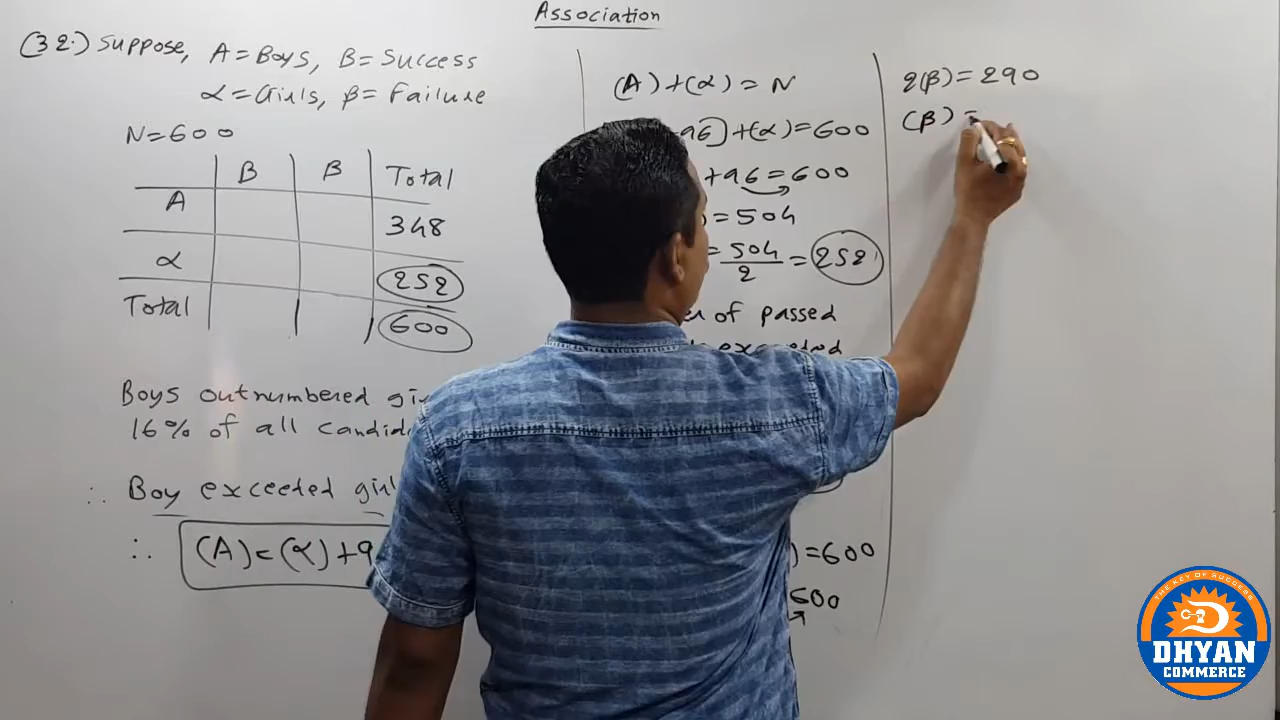 Association
(32.) Suppose, A = Boys, B = Success
α = Girls, β = Failure
N = 600
B β Total
A 348
α 252
Total 600
Boys outnumbered
16% of all
∴ Boy exceeded
∴ (A) = (α) +
(A) + (α) = N
+ (α) = 600
+ 96 = 600
= 504
= 504/2 = 252
of passed
exceeded
= 600
600
2(β) = 290
(β) =
THE KEY OF SUCCESS
DHYAN
COMMERCE